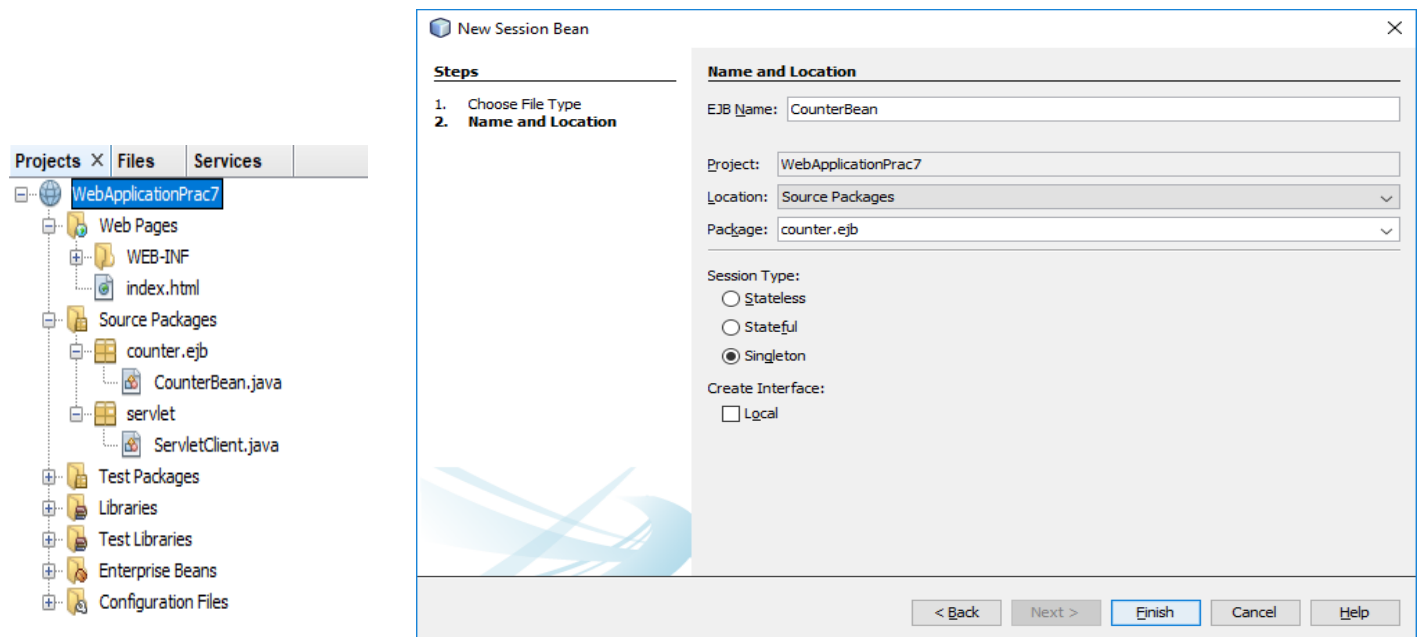 Projects X Files Services
WebApplicationPrac7
Web Pages
WEB-INF
index.html
Source Packages
counter.ejb
CounterBean.java
servlet
ServletClient.java
Test Packages
Libraries
Test Libraries
Enterprise Beans
Configuration Files
New Session Bean
Steps
1. Choose File Type
2. Name and Location
Name and Location
EJB Name: CounterBean
Project: WebApplicationPrac7
Location: Source Packages
Package: counter.ejb
Session Type:
Stateless
Stateful
Singleton
Create Interface:
Local
< Back Next > Finish Cancel Help